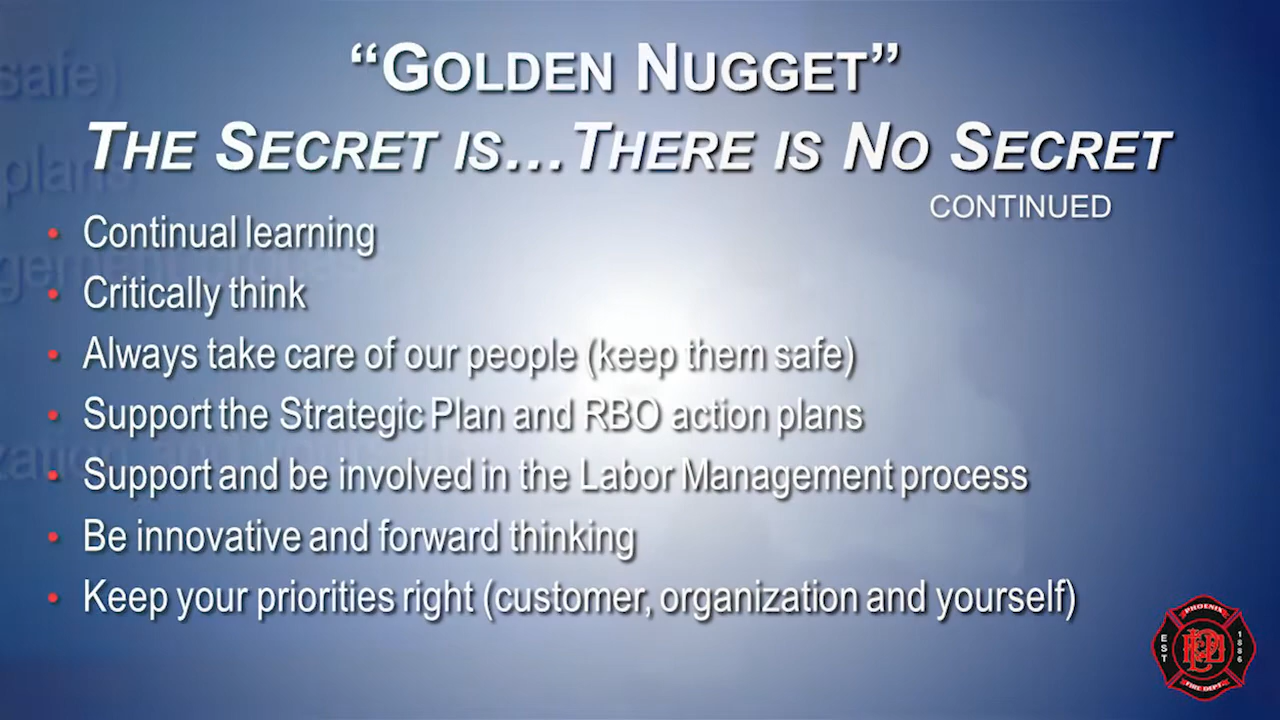 “GOLDEN NUGGET”
THE SECRET IS...THERE IS NO SECRET
CONTINUED
• Continual learning
• Critically think
• Always take care of our people (keep them safe)
• Support the Strategic Plan and RBO action plans
• Support and be involved in the Labor Management process
• Be innovative and forward thinking
• Keep your priorities right (customer, organization and yourself)
safe)
plans
PHOENIX
EST
1886
FIRE DEPT.